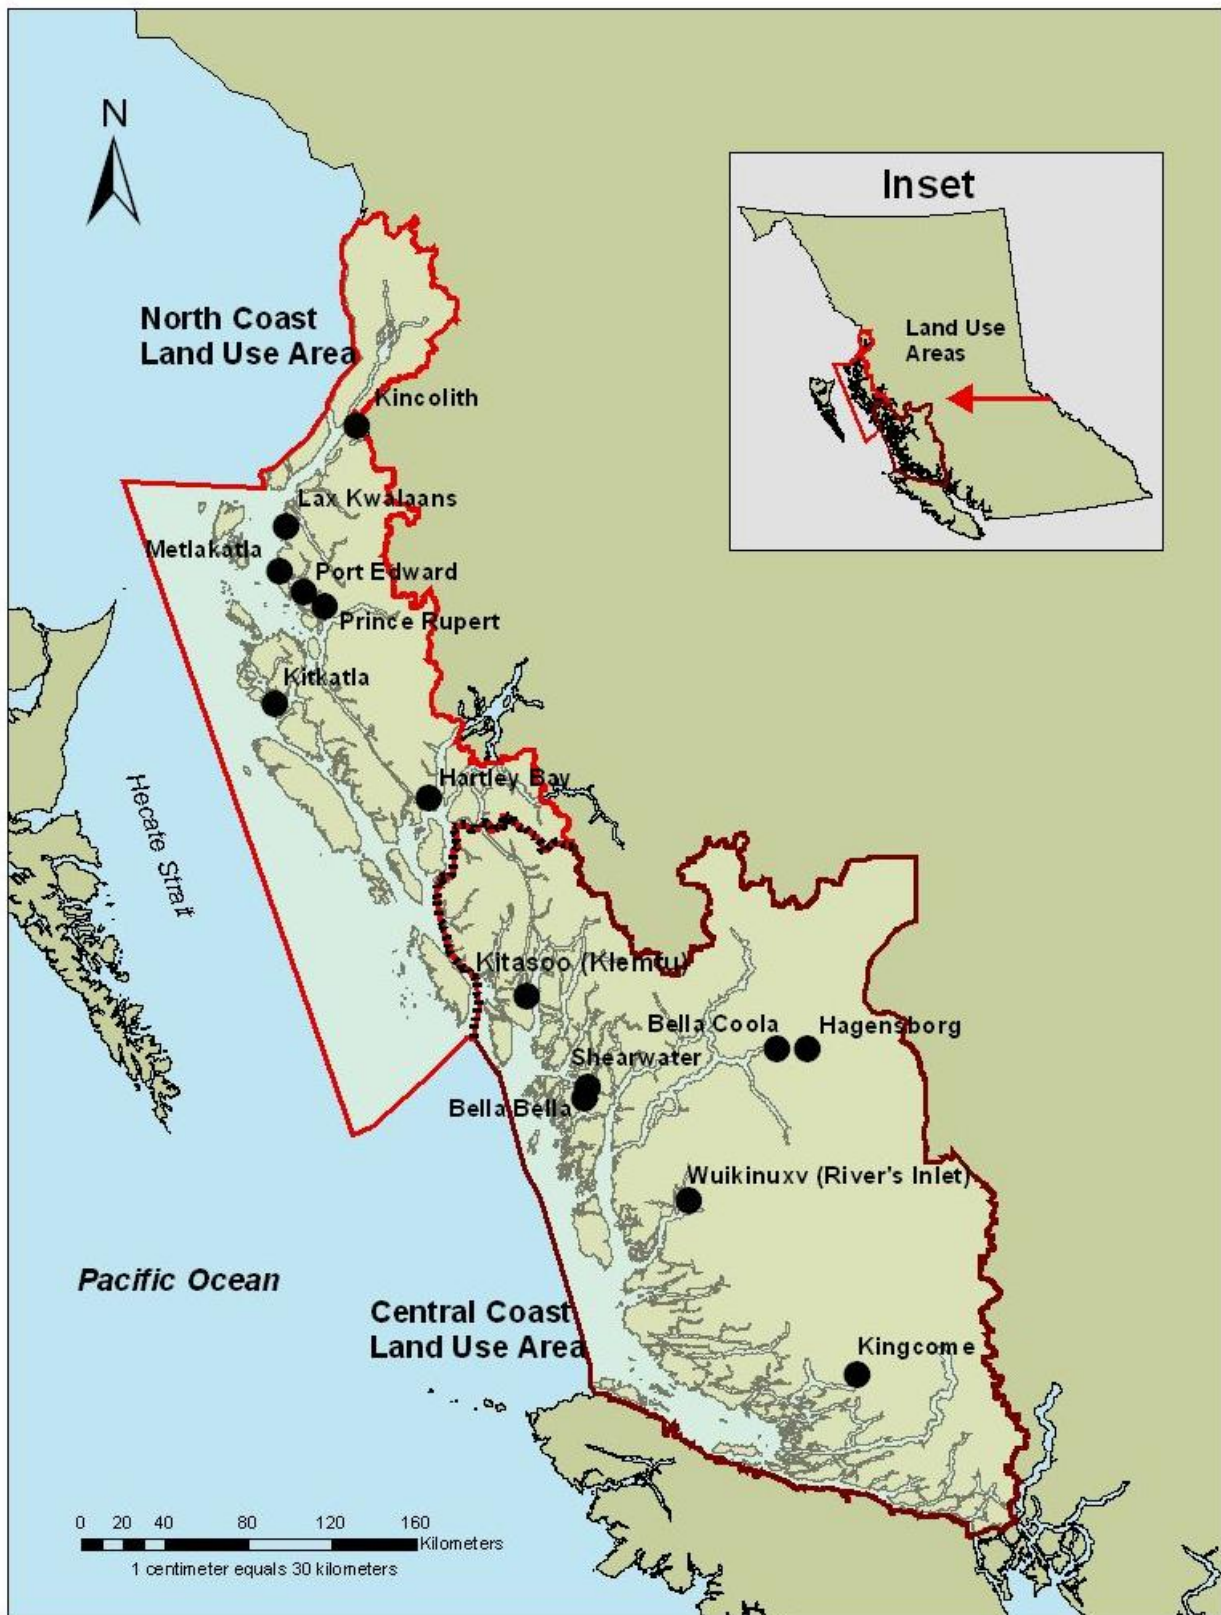 N
Inset
Land Use
Areas
North Coast
Land Use Area
Kincolith
Lax Kwalaans
Metlakatla
Port Edward
Prince Rupert
Kitkatla
Hartley Bay
Hecate Strait
Kitasoo (Klemtu)
Bella Coola
Hagensborg
Shearwater
Bella Bella
Wuikinuxv (River's Inlet)
Pacific Ocean
Central Coast
Land Use Area
Kingcome
0 20 40 80 120 160
Kilometers
1 centimeter equals 30 kilometers